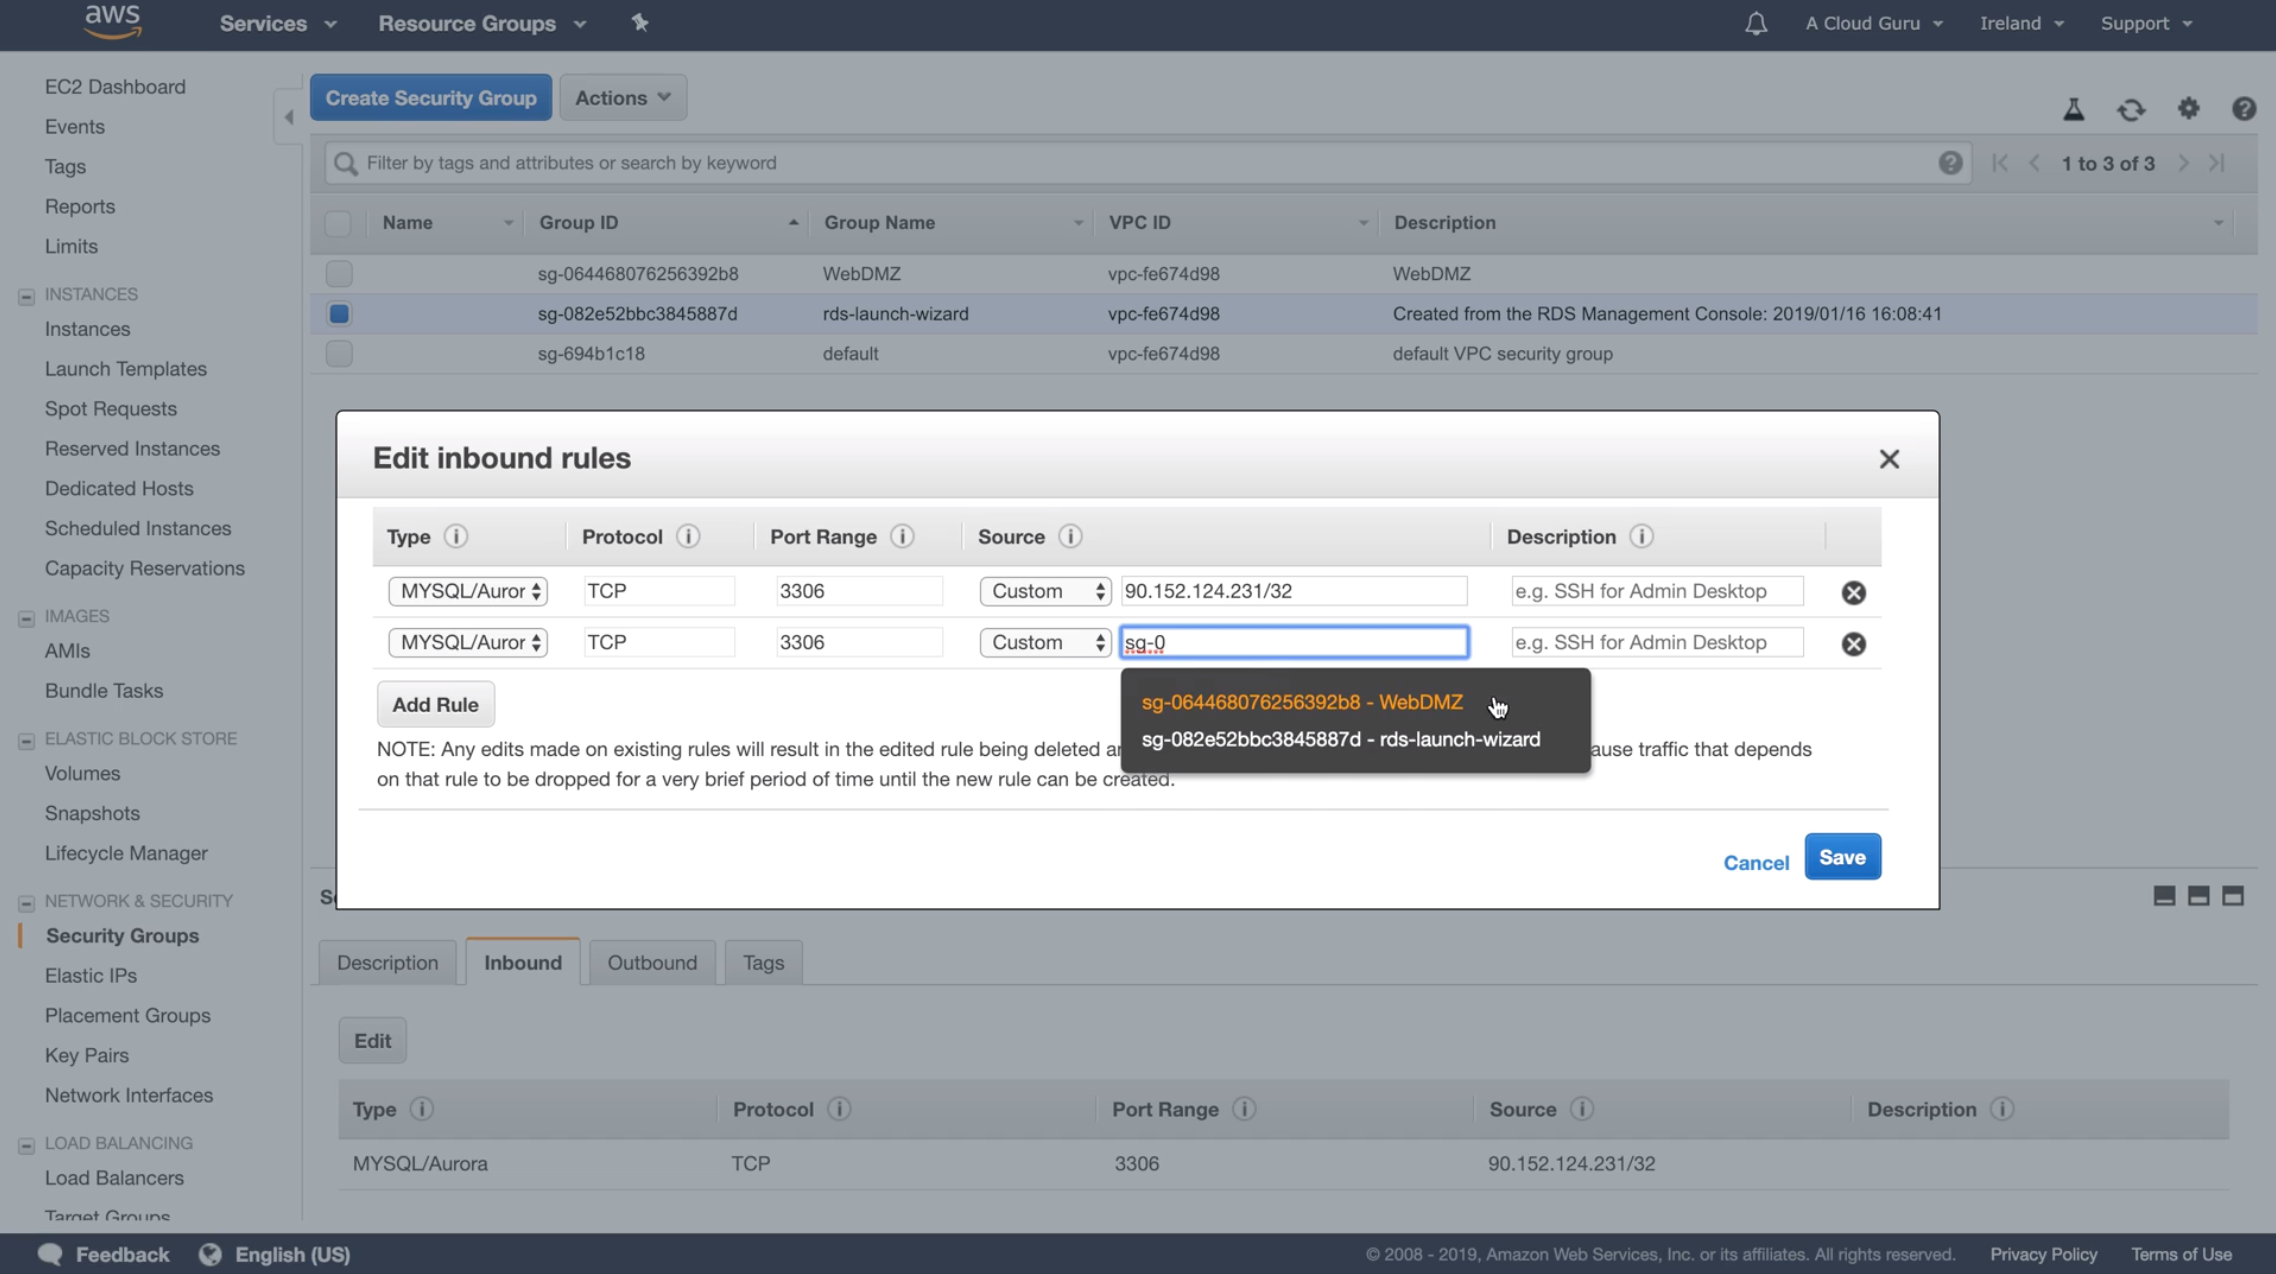 aws Services Resource Groups A Cloud Guru Ireland Support
EC2 Dashboard
Events
Tags
Reports
Limits
INSTANCES
Instances
Launch Templates
Spot Requests
Reserved Instances
Dedicated Hosts
Scheduled Instances
Capacity Reservations
IMAGES
AMIs
Bundle Tasks
ELASTIC BLOCK STORE
Volumes
Snapshots
Lifecycle Manager
NETWORK & SECURITY
Security Groups
Elastic IPs
Placement Groups
Key Pairs
Network Interfaces
LOAD BALANCING
Load Balancers
Target Groups
Create Security Group Actions
Filter by tags and attributes or search by keyword 1 to 3 of 3
Name Group ID Group Name VPC ID Description
sg-064468076256392b8 WebDMZ vpc-fe674d98 WebDMZ
sg-082e52bbc3845887d rds-launch-wizard vpc-fe674d98 Created from the RDS Management Console: 2019/01/16 16:08:41
sg-694b1c18 default vpc-fe674d98 default VPC security group
Edit inbound rules
Type Protocol Port Range Source Description
MYSQL/Auror TCP 3306 Custom 90.152.124.231/32 e.g. SSH for Admin Desktop
MYSQL/Auror TCP 3306 Custom sg-0 e.g. SSH for Admin Desktop
sg-064468076256392b8 - WebDMZ
sg-082e52bbc3845887d - rds-launch-wizard
Add Rule
NOTE: Any edits made on existing rules will result in the edited rule being deleted ause traffic that depends
on that rule to be dropped for a very brief period of time until the new rule can be created.
Cancel Save
Description Inbound Outbound Tags
Edit
Type Protocol Port Range Source Description
MYSQL/Aurora TCP 3306 90.152.124.231/32
Feedback English (US) © 2008 - 2019, Amazon Web Services, Inc. or its affiliates. All rights reserved. Privacy Policy Terms of Use